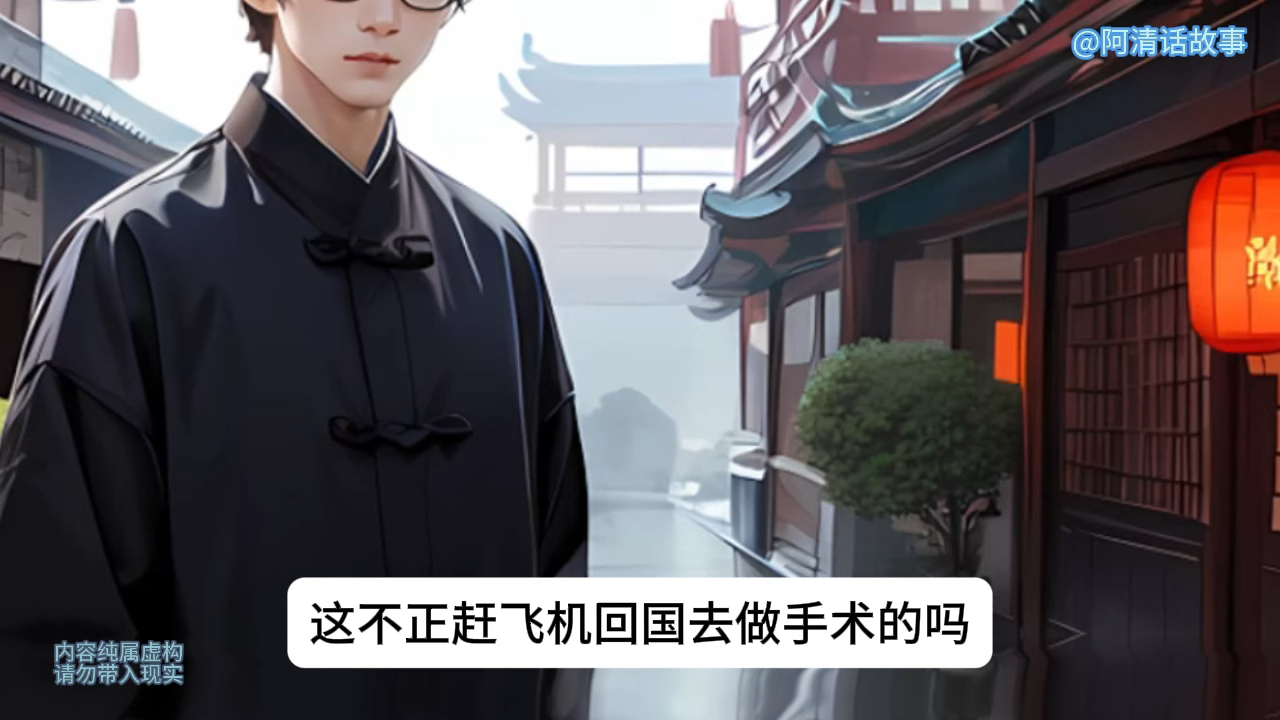 @阿清话故事
这不正赶飞机回国去做手术的吗
内容纯属虚构
请勿带入现实